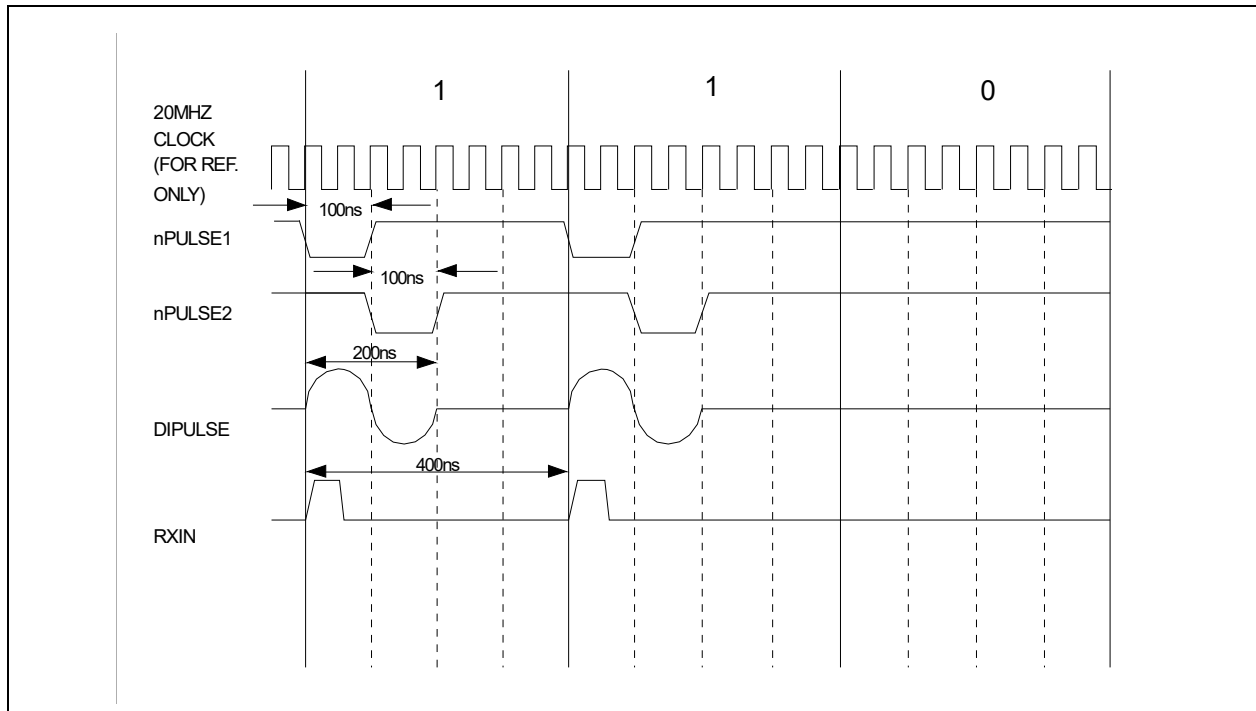 1
1
0
20MHZ
CLOCK
(FOR REF.
ONLY)
100ns
nPULSE1
100ns
nPULSE2
200ns
DIPULSE
400ns
RXIN